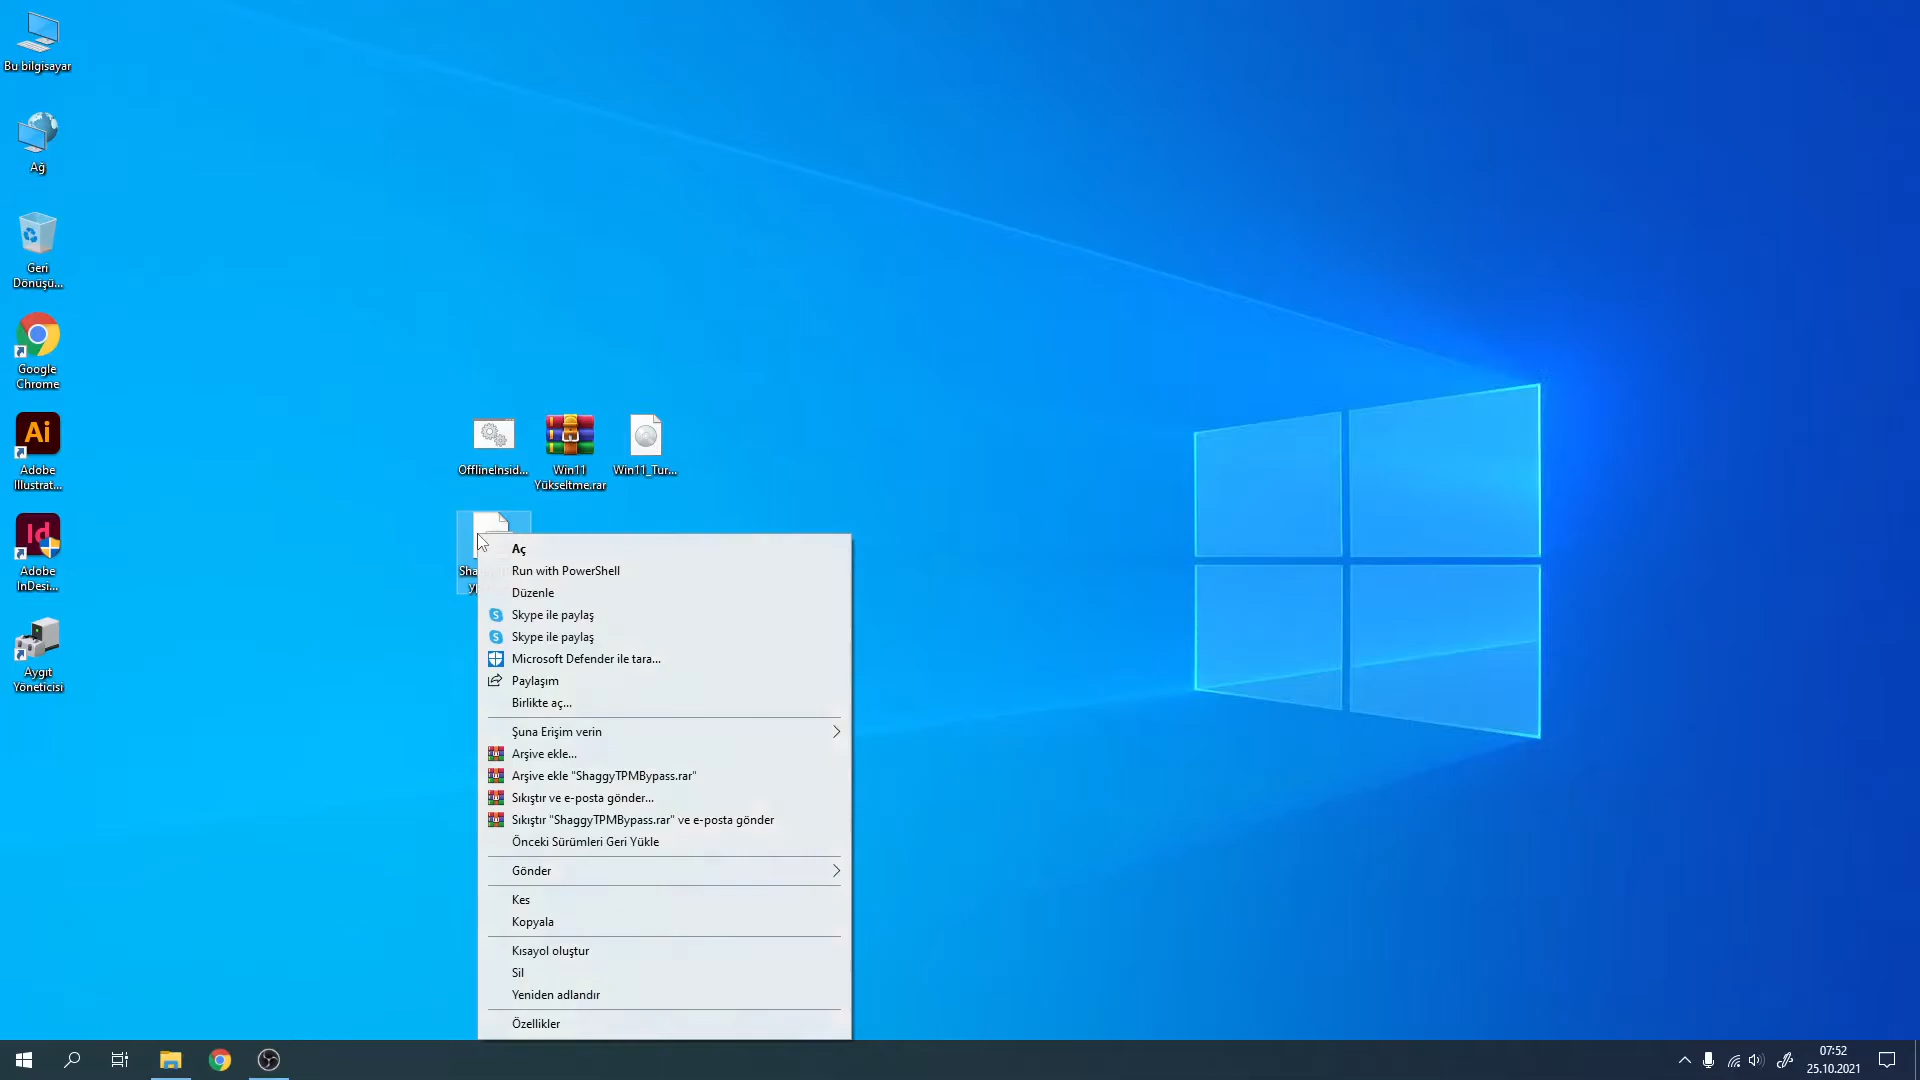 Bu bilgisayar
Ağ
Geri
Dönüşü...
Google
Chrome
Ai
Adobe
Illustrat...
Id
Adobe
InDesi...
Aygıt
Yöneticisi
OfflineInsid...
Win11
Yükseltme.rar
Win11_Tur...
Aç
Run with PowerShell
Düzenle
Skype ile paylaş
Skype ile paylaş
Microsoft Defender ile tara...
Paylaşım
Birlikte aç...
Şuna Erişim verin
Arşive ekle...
Arşive ekle "ShaggyTPMBypass.rar"
Sıkıştır ve e-posta gönder...
Sıkıştır "ShaggyTPMBypass.rar" ve e-posta gönder
Önceki Sürümleri Geri Yükle
Gönder
Kes
Kopyala
Kısayol oluştur
Sil
Yeniden adlandır
Özellikler
07:52
25.10.2021